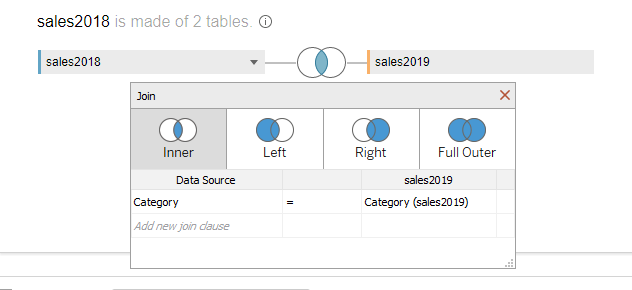 sales2018 is made of 2 tables.
sales2018 sales2019
Join
Inner Left Right Full Outer
Data Source sales2019
Category = Category (sales2019)
Add new join clause